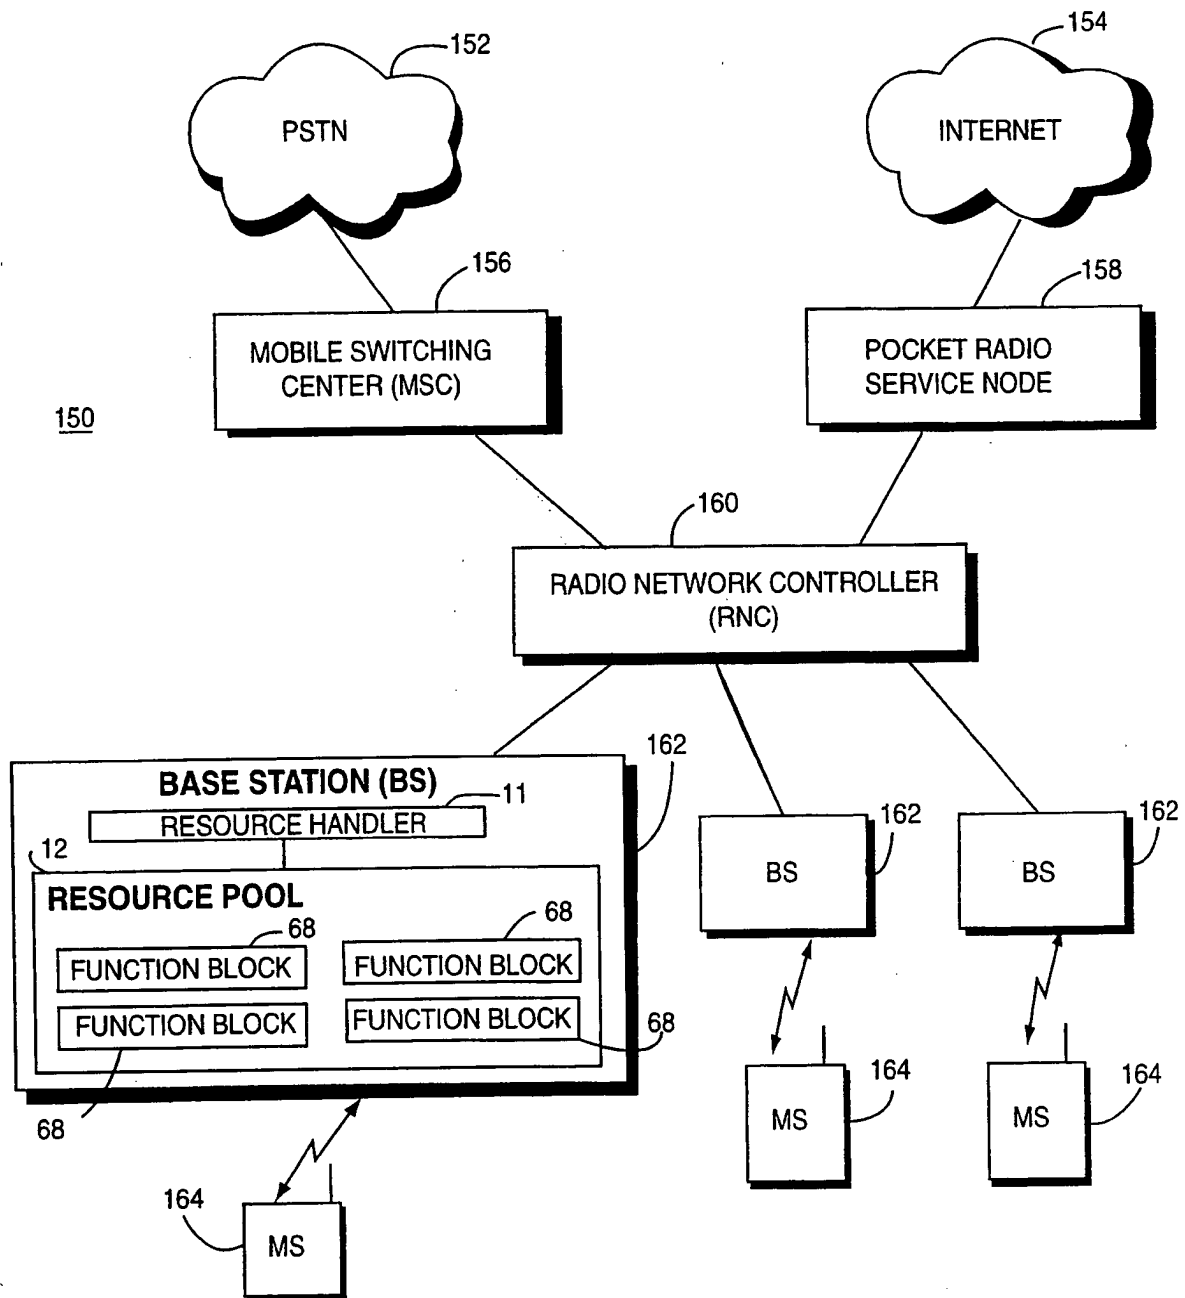 152
154
PSTN
INTERNET
156
158
MOBILE SWITCHING
CENTER (MSC)
POCKET RADIO
SERVICE NODE
150
160
RADIO NETWORK CONTROLLER
(RNC)
162
BASE STATION (BS)
11
RESOURCE HANDLER
12
RESOURCE POOL
68
FUNCTION BLOCK
68
FUNCTION BLOCK
FUNCTION BLOCK
68
FUNCTION BLOCK
68
162
BS
162
BS
164
MS
164
MS
164
MS